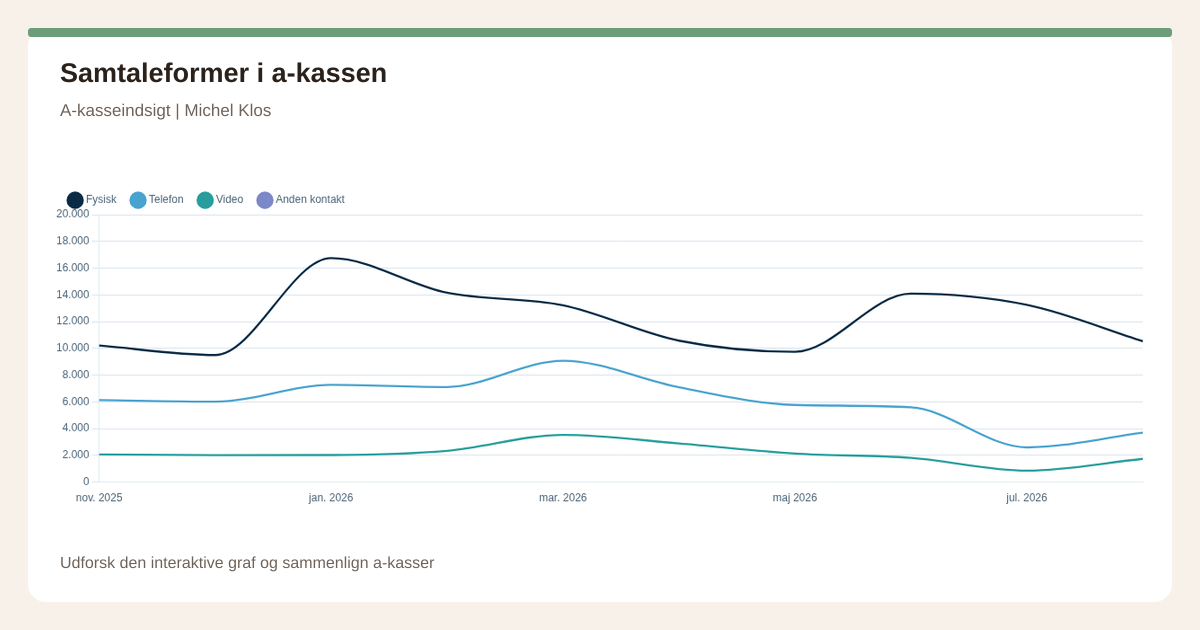 Samtaleformer i a-kassen
A-kasseindsigt | Michel Klos
Fysisk Telefon Video Anden kontakt
20.000
18.000
16.000
14.000
12.000
10.000
8.000
6.000
4.000
2.000
0
nov. 2025 jan. 2026 mar. 2026 maj 2026 jul. 2026
Udforsk den interaktive graf og sammenlign a-kasser